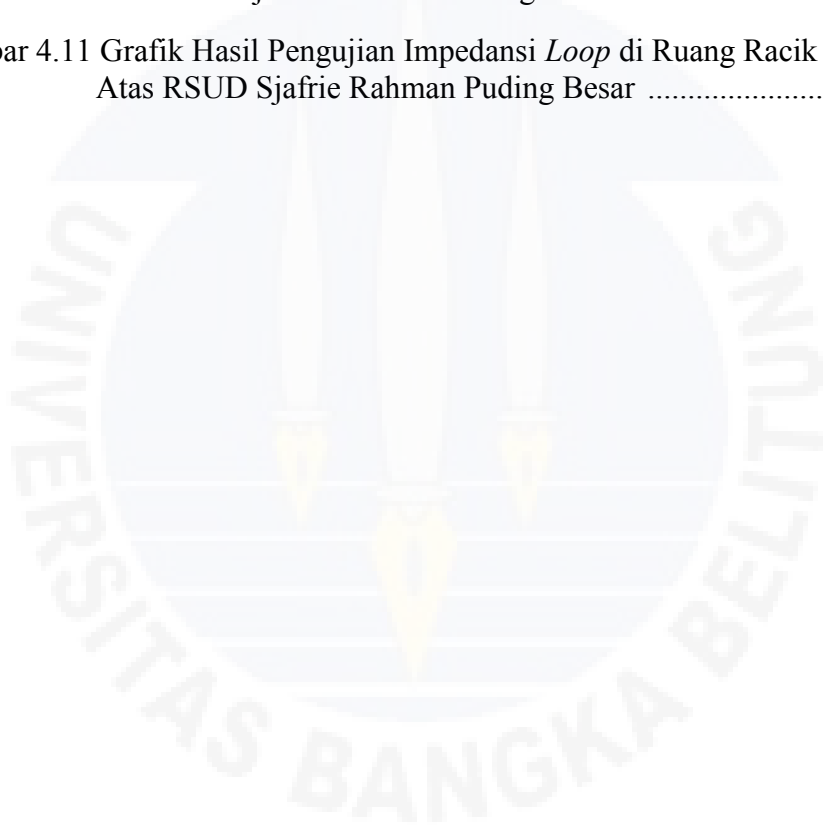 ar 4.11 Grafik Hasil Pengujian Impedansi Loop di Ruang Racik
Atas RSUD Sjafrie Rahman Puding Besar ......................
UNIVERSITAS BANGKA BELITUNG